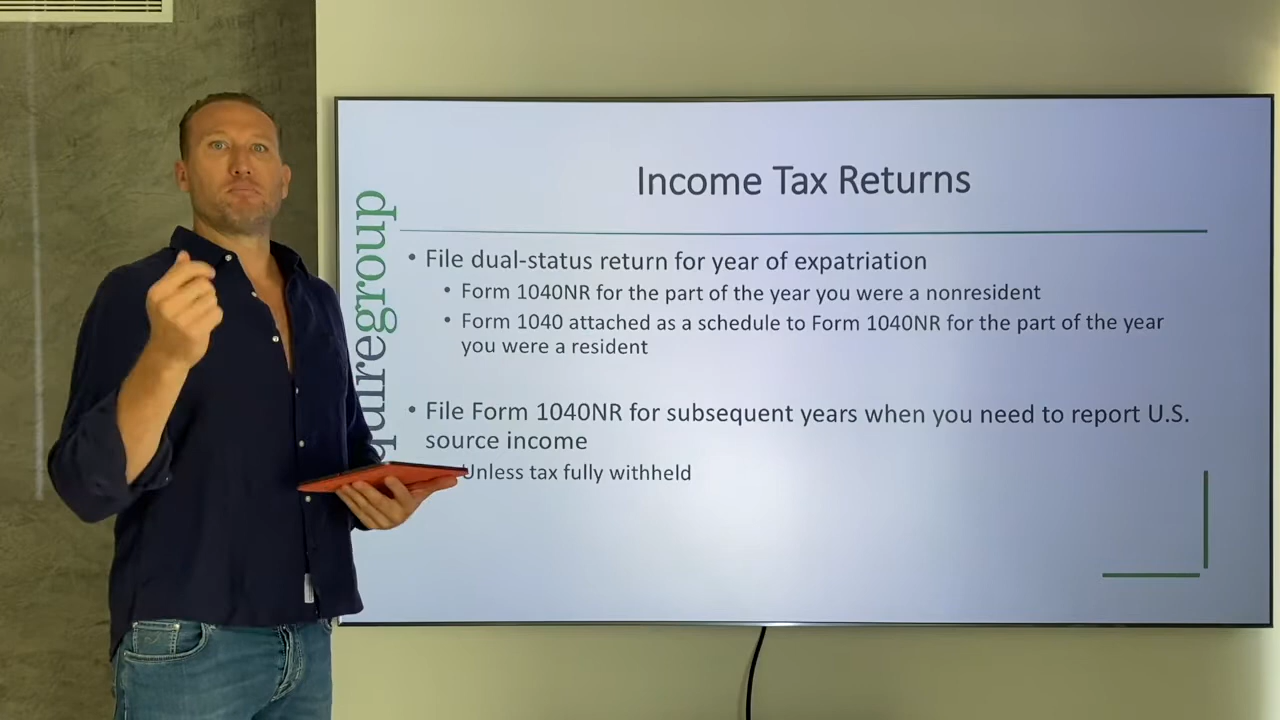 Income Tax Returns
• File dual-status return for year of expatriation
• Form 1040NR for the part of the year you were a nonresident
• Form 1040 attached as a schedule to Form 1040NR for the part of the year
you were a resident
• File Form 1040NR for subsequent years when you need to report U.S.
source income
Unless tax fully withheld
quiregroup